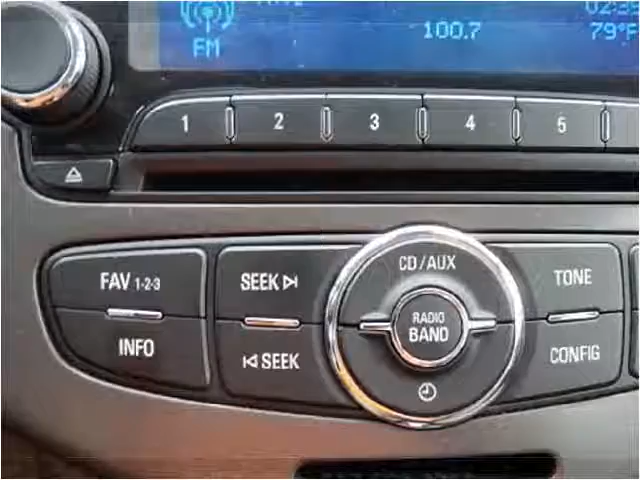 100.7
79°F
FM
1 2 3 4 5
CD/AUX
FAV 1-2-3 SEEK TONE
RADIO
BAND
INFO SEEK CONFIG